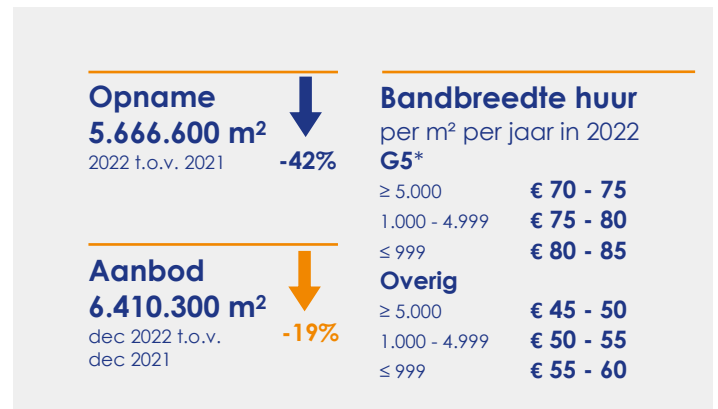 Opname
5.666.600 m²
2022 t.o.v. 2021
-42%
Aanbod
6.410.300 m²
dec 2022 t.o.v.
dec 2021
-19%
Bandbreedte huur
per m² per jaar in 2022
G5*
≥ 5.000 € 70 - 75
1.000 - 4.999 € 75 - 80
≤ 999 € 80 - 85
Overig
≥ 5.000 € 45 - 50
1.000 - 4.999 € 50 - 55
≤ 999 € 55 - 60